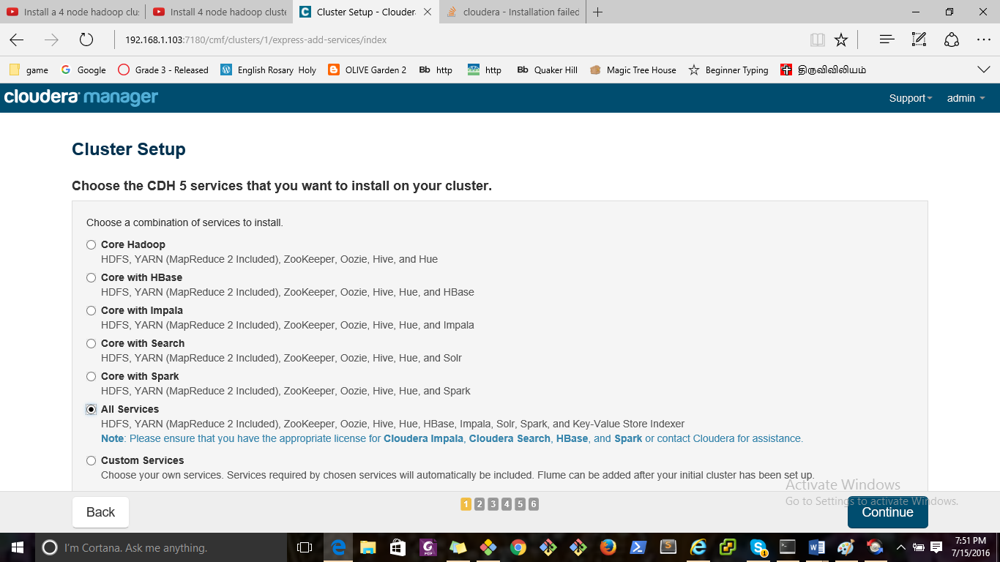 Install a 4 node hadoop clu
Install 4 node hadoop cluste
Cluster Setup - Clouder
cloudera - Installation failed
192.168.1.103:7180/cmf/clusters/1/express-add-services/index
game
Google
Grade 3 - Released
English Rosary Holy
OLIVE Garden 2
Bb http
http
Bb Quaker Hill
Magic Tree House
Beginner Typing
திருவிவிலியம்
cloudera manager
Support
admin
Cluster Setup
Choose the CDH 5 services that you want to install on your cluster.
Choose a combination of services to install.
Core Hadoop
HDFS, YARN (MapReduce 2 Included), ZooKeeper, Oozie, Hive, and Hue
Core with HBase
HDFS, YARN (MapReduce 2 Included), ZooKeeper, Oozie, Hive, Hue, and HBase
Core with Impala
HDFS, YARN (MapReduce 2 Included), ZooKeeper, Oozie, Hive, Hue, and Impala
Core with Search
HDFS, YARN (MapReduce 2 Included), ZooKeeper, Oozie, Hive, Hue, and Solr
Core with Spark
HDFS, YARN (MapReduce 2 Included), ZooKeeper, Oozie, Hive, Hue, and Spark
All Services
HDFS, YARN (MapReduce 2 Included), ZooKeeper, Oozie, Hive, Hue, HBase, Impala, Solr, Spark, and Key-Value Store Indexer
Note: Please ensure that you have the appropriate license for Cloudera Impala, Cloudera Search, HBase, and Spark or contact Cloudera for assistance.
Custom Services
Choose your own services. Services required by chosen services will automatically be included. Flume can be added after your initial cluster has been set up.
Activate Windows
Go to Settings to activate Windows.
Back
1 2 3 4 5 6
Continue
I'm Cortana. Ask me anything.
7:51 PM
7/15/2016